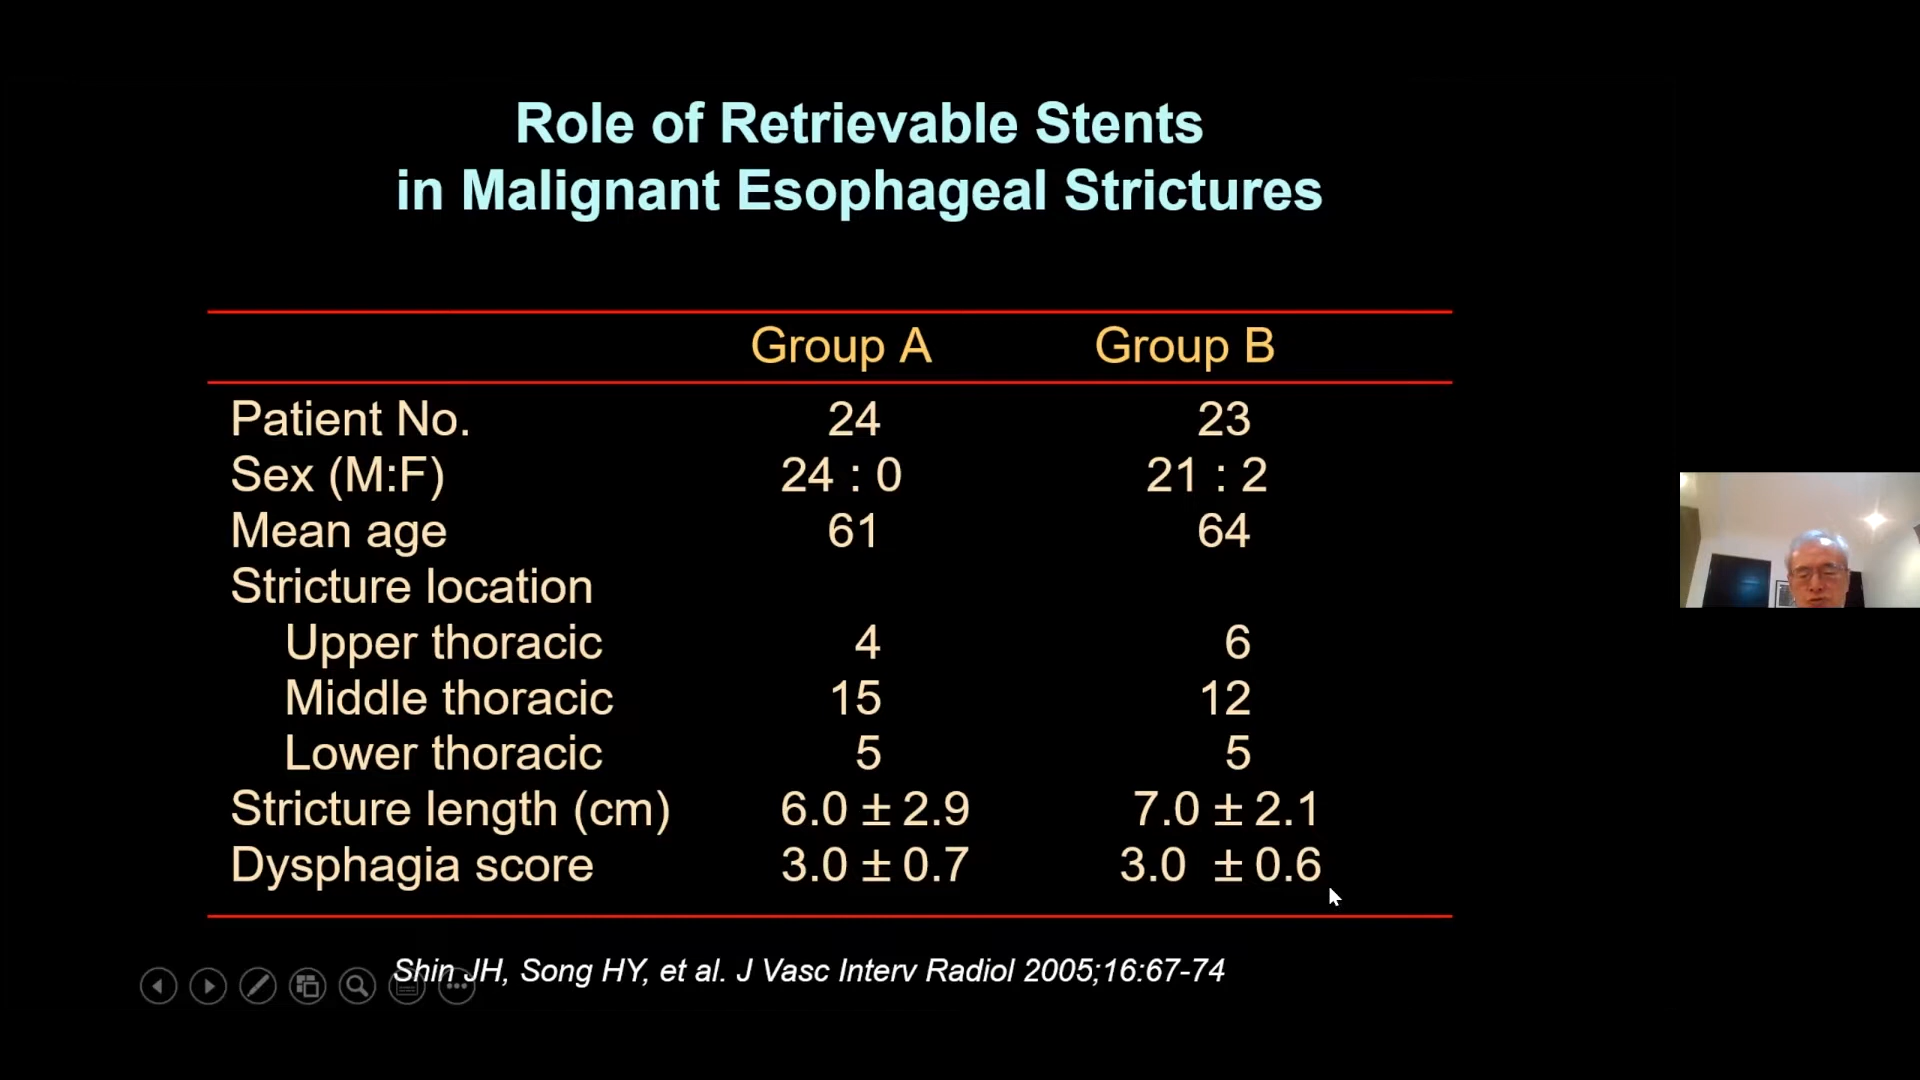 Role of Retrievable Stents
in Malignant Esophageal Strictures
Group A Group B
Patient No. 24 23
Sex (M:F) 24 : 0 21 : 2
Mean age 61 64
Stricture location
Upper thoracic 4 6
Middle thoracic 15 12
Lower thoracic 5 5
Stricture length (cm) 6.0 ± 2.9 7.0 ± 2.1
Dysphagia score 3.0 ± 0.7 3.0 ± 0.6
Shin JH, Song HY, et al. J Vasc Interv Radiol 2005;16:67-74